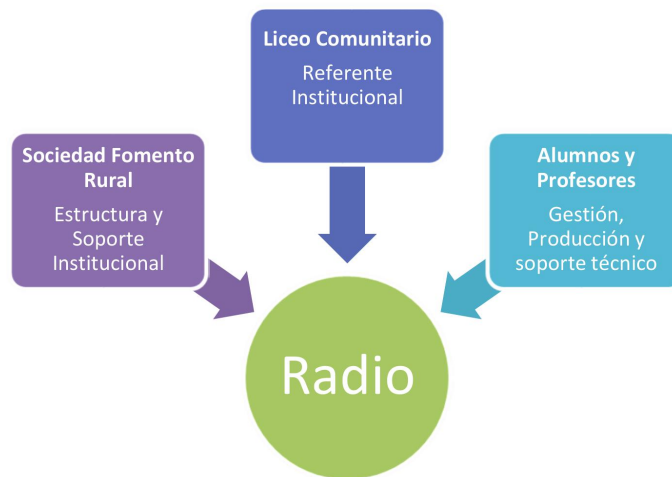 Liceo Comunitario
Referente
Institucional
Sociedad Fomento
Rural
Estructura y
Soporte
Institucional
Alumnos y
Profesores
Gestión,
Producción y
soporte técnico
Radio